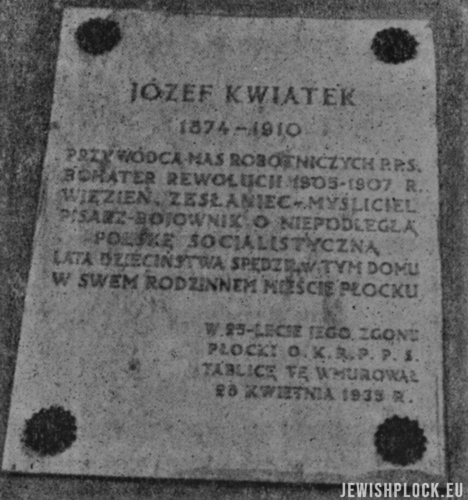 JÓZEF KWIATEK
1874-1910
PRZYWÓDCA MAS ROBOTNICZYCH P.P.S.
BOHATER REWOLUCJI 1905-1907 R.
WIĘZIEŃ, ZESŁANIEC-MYŚLICIEL
PISARZ-BOJOWNIK O NIEPODLEGŁĄ
POLSKĘ SOCJALISTYCZNĄ
LATA DZIECIŃSTWA SPĘDZIŁ W TYM DOMU
W SWEM RODZINNEM MIEŚCIE PŁOCKU
W 25-LECIE JEGO ZGONU
PŁOCKI O.K.R.P.P.S.
TABLICĘ TĘ WMUROWAŁ
28 KWIETNIA 1935 R.
JEWISHPLOCK.EU